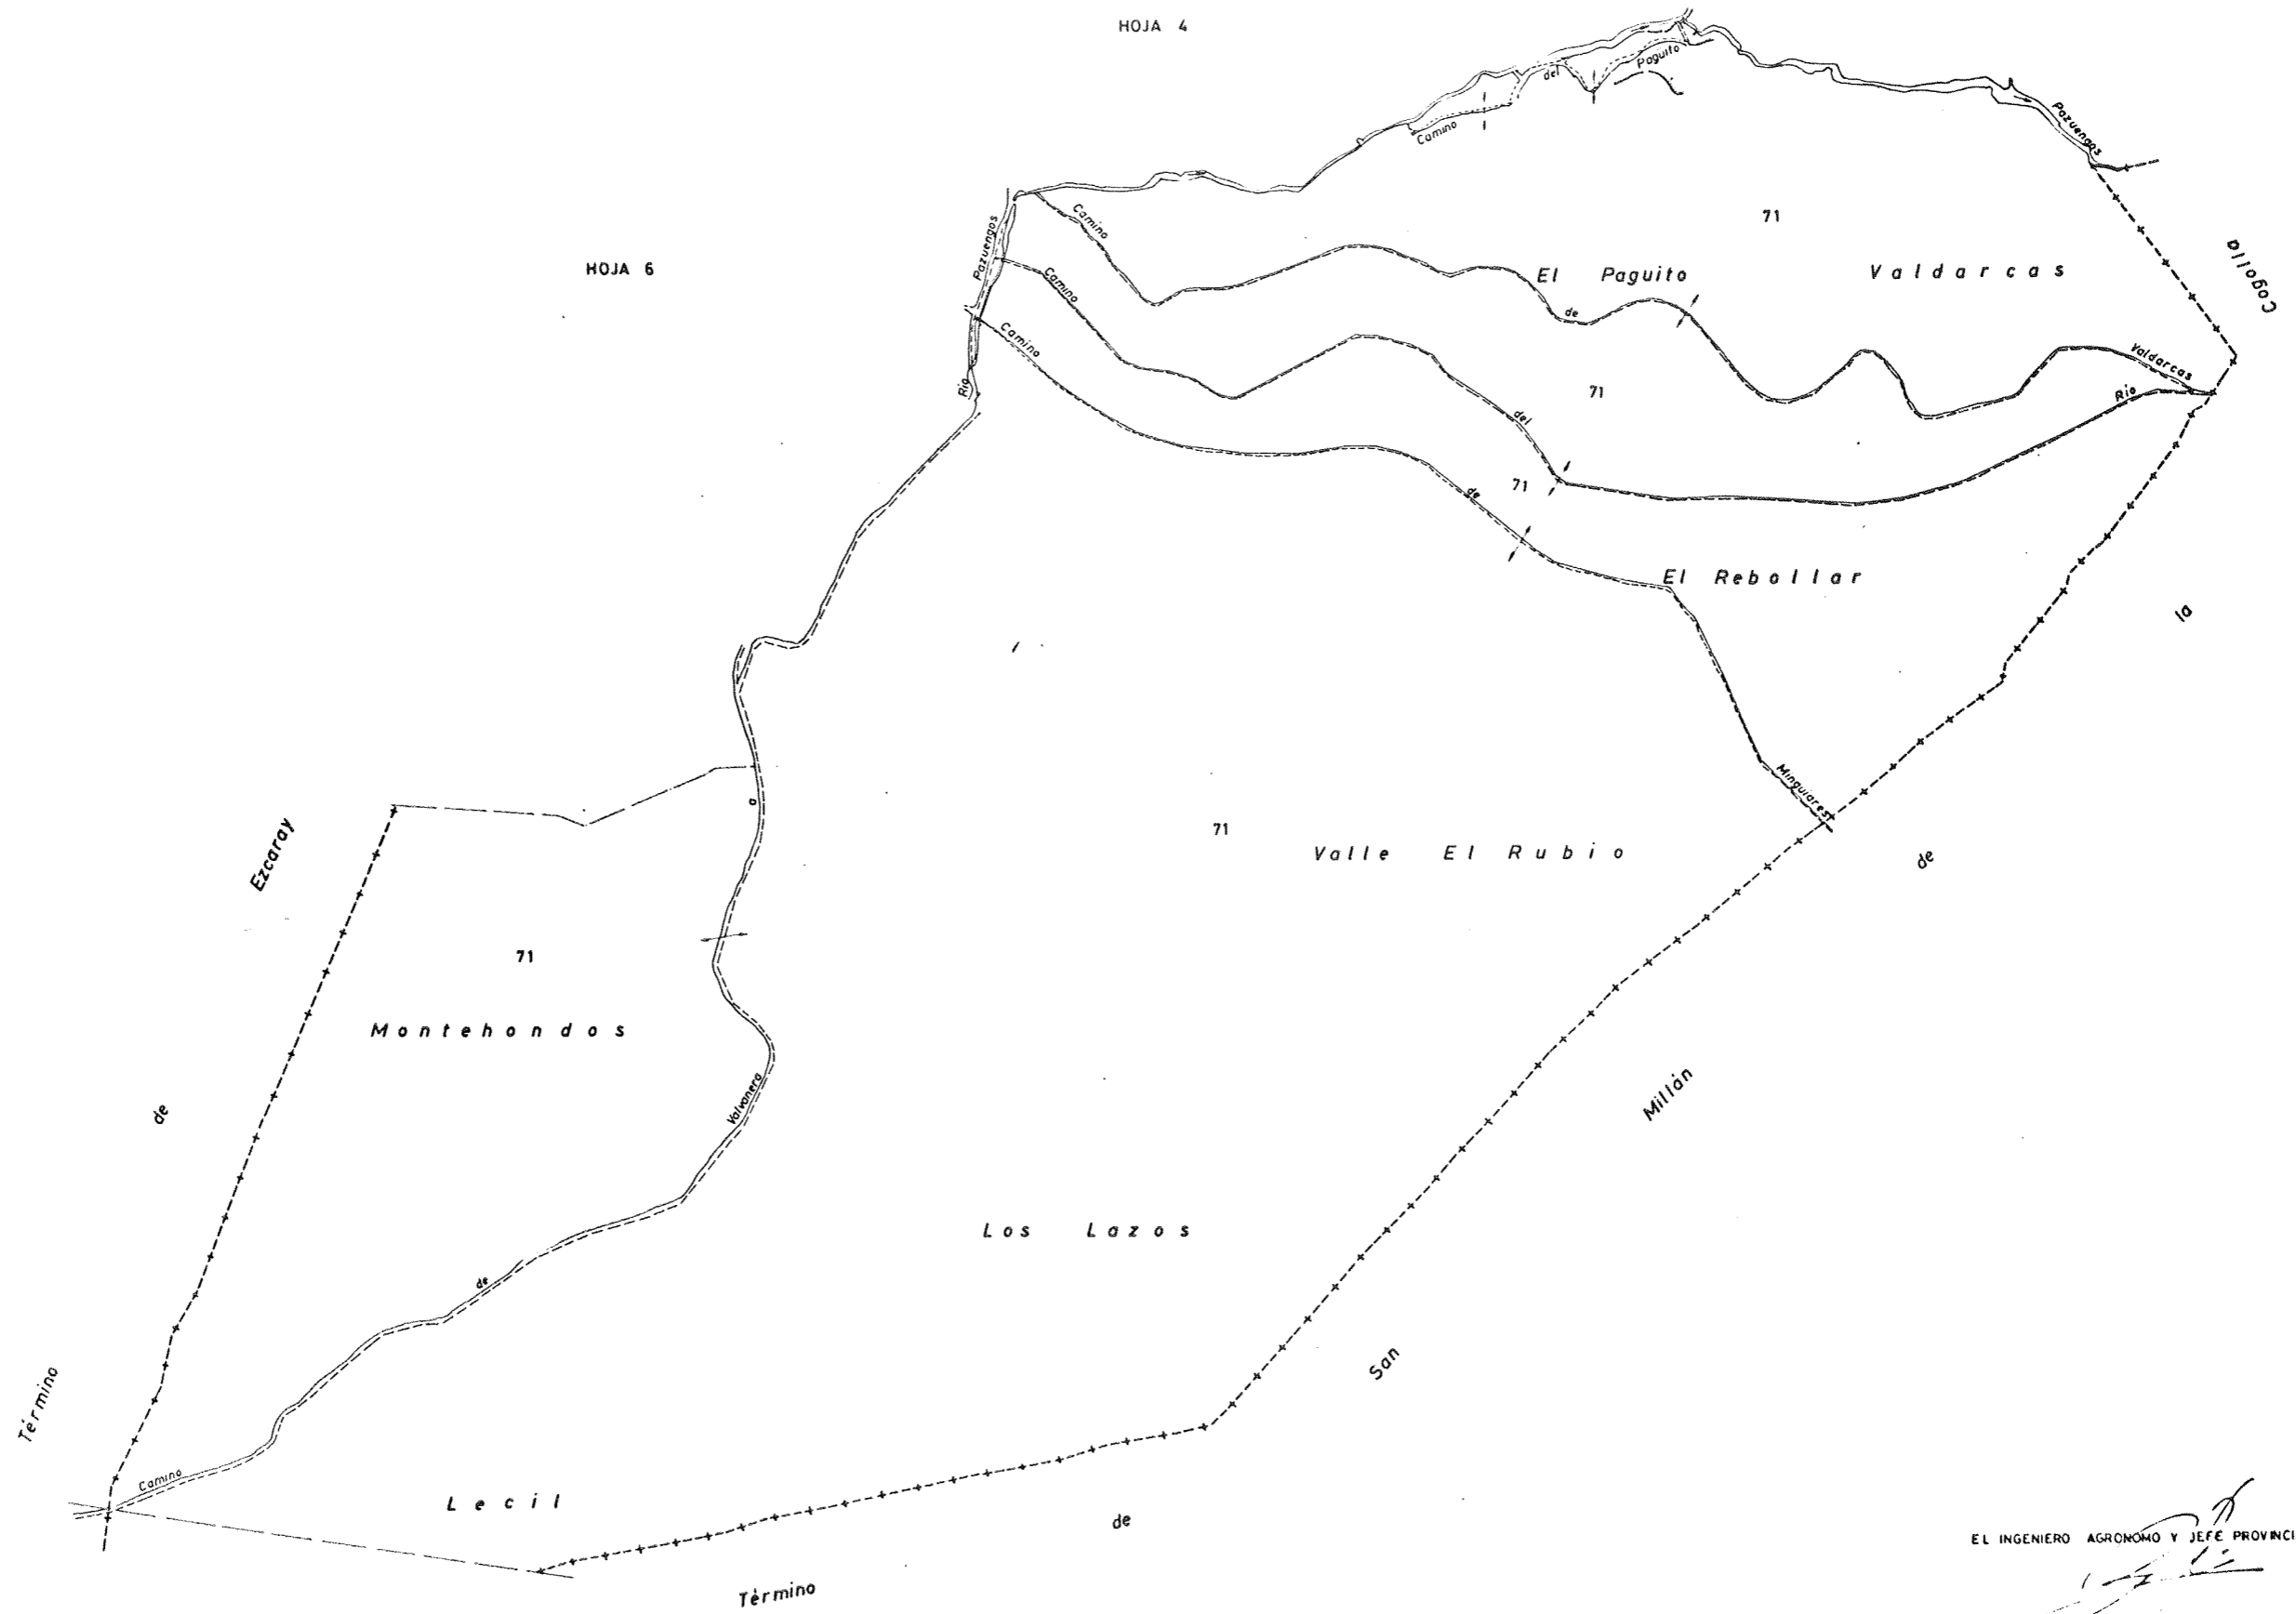 HOJA 4
Camino del Paguito
Pazuengos
HOJA 6
Río Pazuengos
71
Cogolla
El Paguito
Valdarcas
Camino de Valdarcas
71
Camino del Río
71
Camino de Minguiares
El Rebollar
la
de
Millán
San
de
Término
71
Valle El Rubio
Ezcaray
de
Término
71
Montehondos
Camino de Valvanera a
Los Lazos
Lecil
EL INGENIERO AGRONOMO Y JEFE PROVINCI